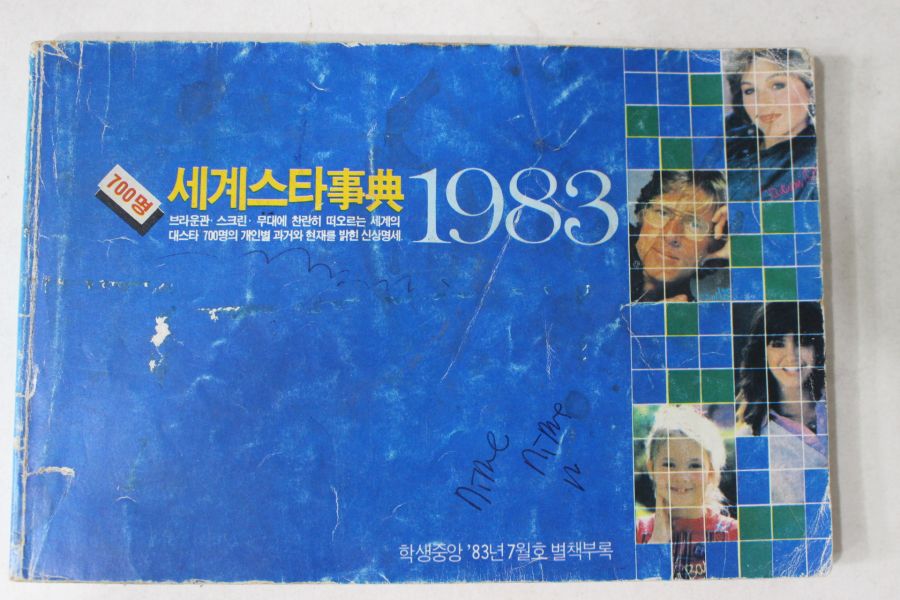 700명
세계스타事典 1983
브라운관· 스크린· 무대에 찬란히 떠오르는 세계의
대스타 700명의 개인별 과거와 현재를 밝힌 신상명세.
학생중앙 '83년 7월호 별책부록